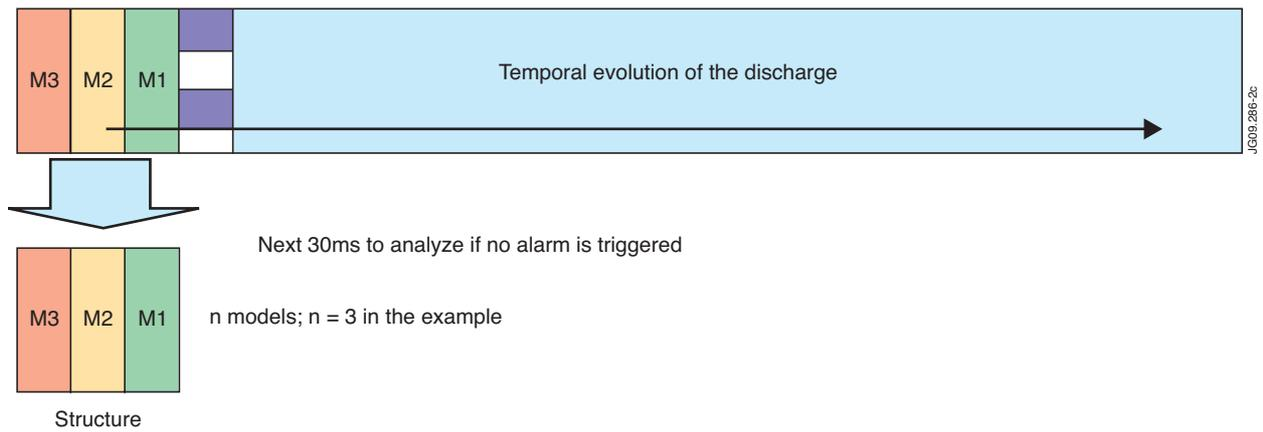 M3 M2 M1
Temporal evolution of the discharge
JG09.286-2c
Next 30ms to analyze if no alarm is triggered
M3 M2 M1
n models; n = 3 in the example
Structure